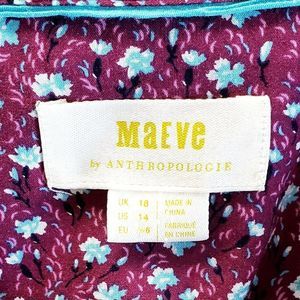 MAEVE
by ANTHROPOLOGIE
UK 18 MADE IN
US 14 CHINA
EU 46 FABRIQUÉ
EN CHINE